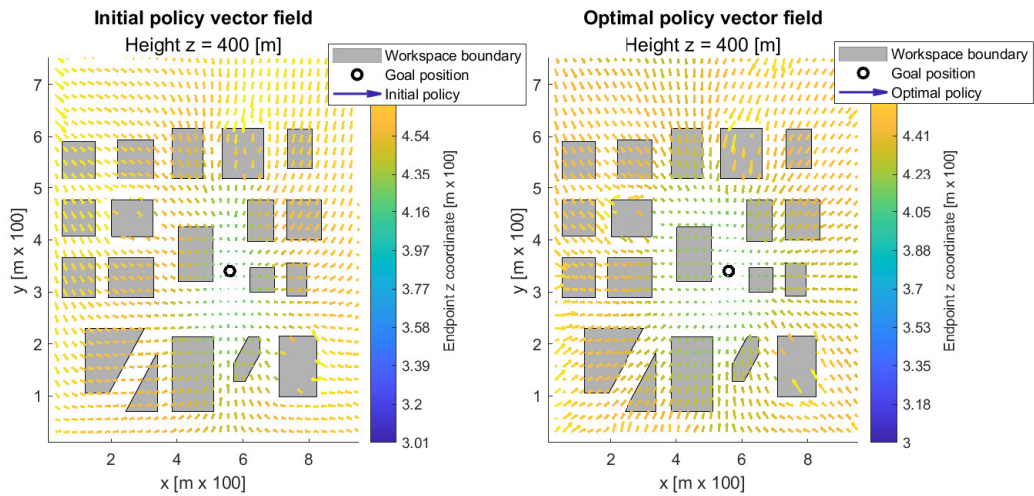 Initial policy vector field
Height z = 400 [m]
Workspace boundary
Goal position
Initial policy
7
6
5
4
3
2
1
2
4
6
8
y [m x 100]
x [m x 100]
4.54
4.35
4.16
3.97
3.77
3.58
3.39
3.2
3.01
Endpoint z coordinate [m x 100]
Optimal policy vector field
Height z = 400 [m]
Workspace boundary
Goal position
Optimal policy
7
6
5
4
3
2
1
2
4
6
8
y [m x 100]
x [m x 100]
4.41
4.23
4.05
3.88
3.7
3.53
3.35
3.18
3
Endpoint z coordinate [m x 100]